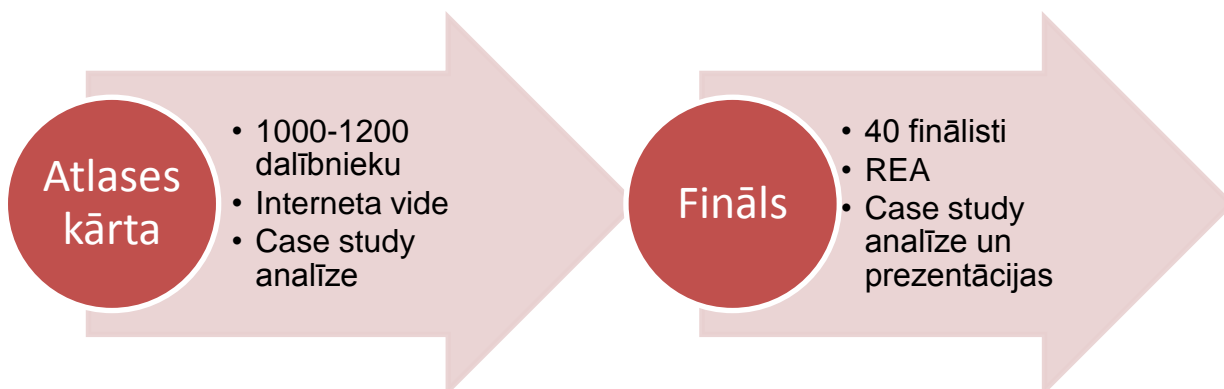 Atlases
kārta
• 1000-1200
dalībnieku
• Interneta vide
• Case study
analīze
Fināls
• 40 finālisti
• REA
• Case study
analīze un
prezentācijas